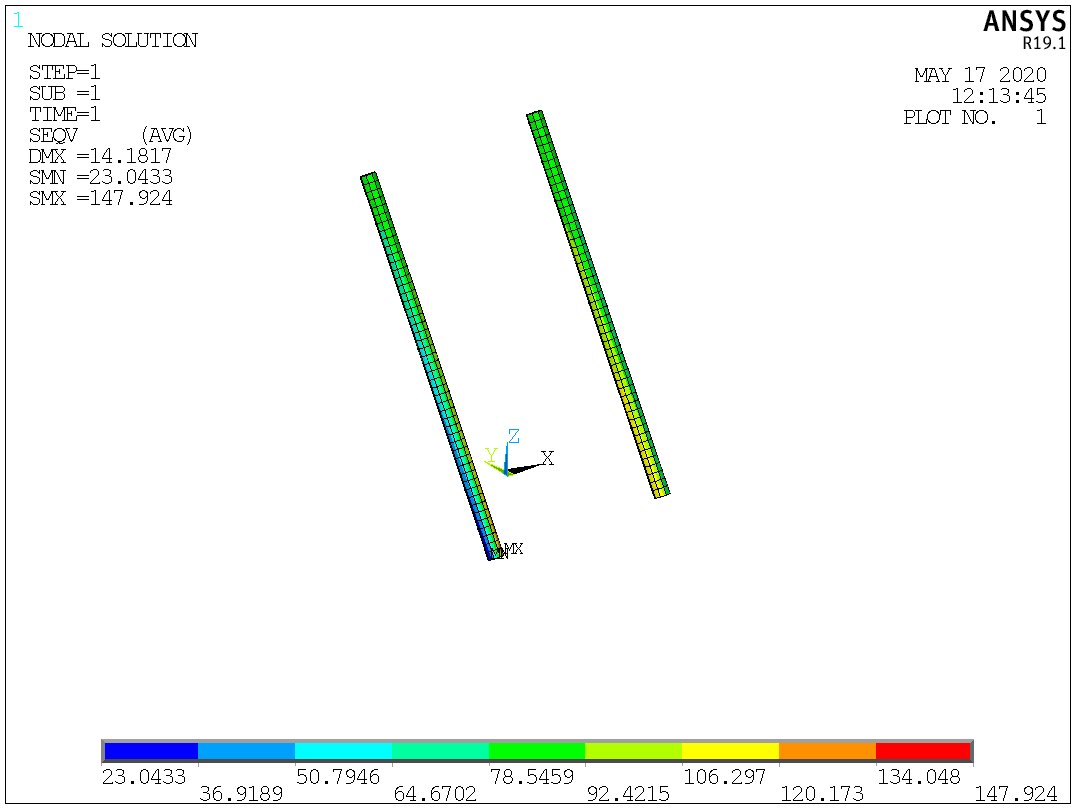 1
ANSYS
R19.1
NODAL SOLUTION
STEP=1
SUB =1
TIME=1
SEQV (AVG)
DMX =14.1817
SMN =23.0433
SMX =147.924
MAY 17 2020
12:13:45
PLOT NO. 1
Z
Y
X
MN
MX
23.0433
36.9189
50.7946
64.6702
78.5459
92.4215
106.297
120.173
134.048
147.924